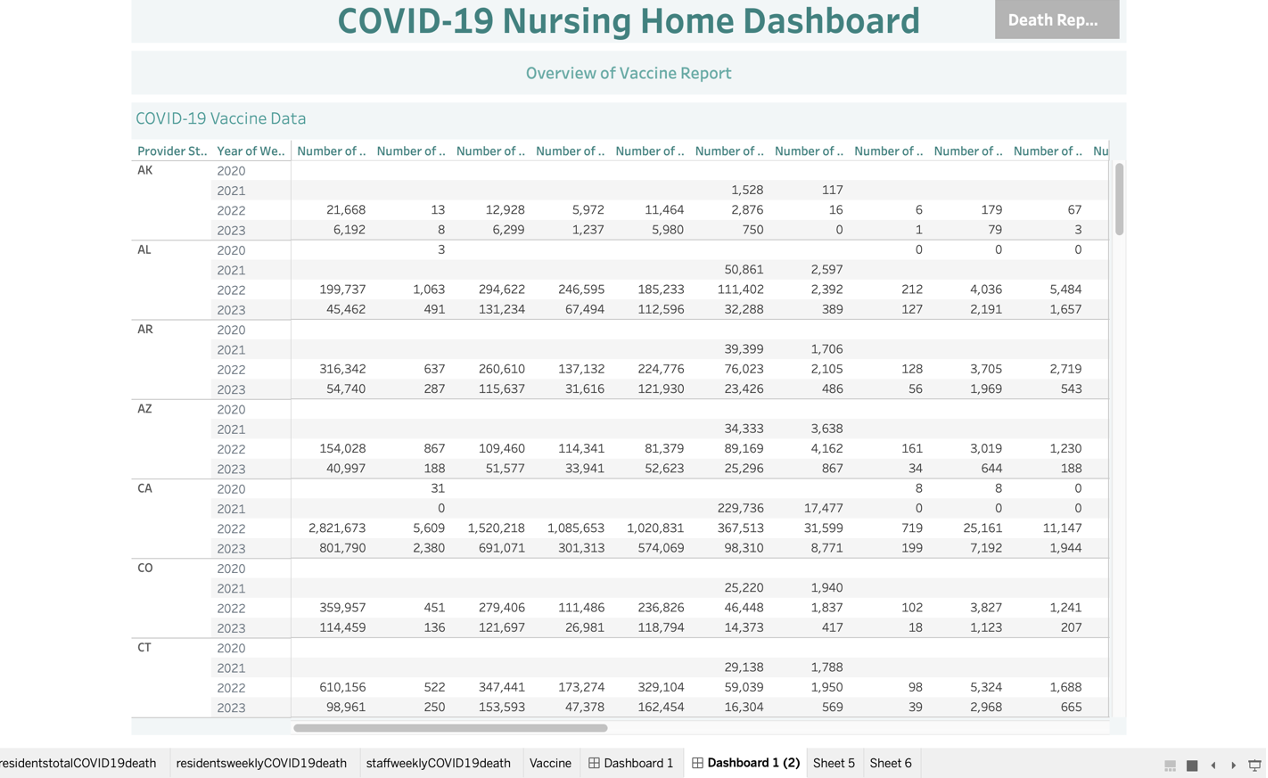 COVID-19 Nursing Home Dashboard Death Rep...
Overview of Vaccine Report
COVID-19 Vaccine Data
Provider St.. Year of We.. Number of .. Number of .. Number of .. Number of .. Number of .. Number of .. Number of .. Number of .. Number of .. Number of .. Nu
AK 2020
2021 1,528 117
2022 21,668 13 12,928 5,972 11,464 2,876 16 6 179 67
2023 6,192 8 6,299 1,237 5,980 750 0 1 79 3
AL 2020 3 0 0 0
2021 50,861 2,597
2022 199,737 1,063 294,622 246,595 185,233 111,402 2,392 212 4,036 5,484
2023 45,462 491 131,234 67,494 112,596 32,288 389 127 2,191 1,657
AR 2020
2021 39,399 1,706
2022 316,342 637 260,610 137,132 224,776 76,023 2,105 128 3,705 2,719
2023 54,740 287 115,637 31,616 121,930 23,426 486 56 1,969 543
AZ 2020
2021 34,333 3,638
2022 154,028 867 109,460 114,341 81,379 89,169 4,162 161 3,019 1,230
2023 40,997 188 51,577 33,941 52,623 25,296 867 34 644 188
CA 2020 31 8 8 0
2021 0 229,736 17,477 0 0 0
2022 2,821,673 5,609 1,520,218 1,085,653 1,020,831 367,513 31,599 719 25,161 11,147
2023 801,790 2,380 691,071 301,313 574,069 98,310 8,771 199 7,192 1,944
CO 2020
2021 25,220 1,940
2022 359,957 451 279,406 111,486 236,826 46,448 1,837 102 3,827 1,241
2023 114,459 136 121,697 26,981 118,794 14,373 417 18 1,123 207
CT 2020
2021 29,138 1,788
2022 610,156 522 347,441 173,274 329,104 59,039 1,950 98 5,324 1,688
2023 98,961 250 153,593 47,378 162,454 16,304 569 39 2,968 665
residentstotalCOVID19death residentsweeklyCOVID19death staffweeklyCOVID19death Vaccine Dashboard 1 Dashboard 1 (2) Sheet 5 Sheet 6